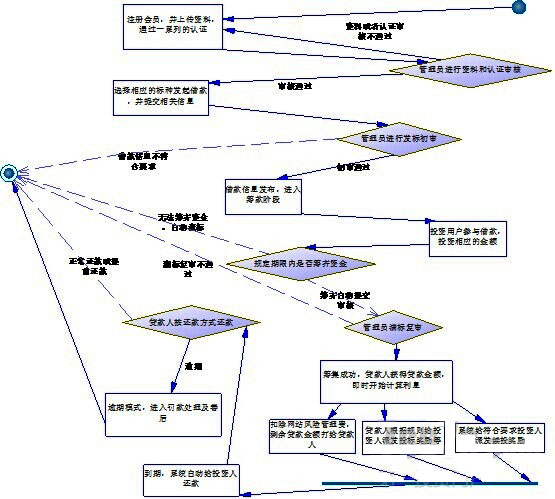 注册会员，并上传资料，
通过一系列的认证
资料或者认证审
核不通过
管理员进行资料和认证审核
审核通过
选择相应的标种发起借款
，并提交相关信息
管理员进行发标初审
借款信息不符
合要求
初审通过
借款信息发布，进入
筹款阶段
无法筹齐资金
，自动流标
投资用户参与借款，
投资相应的金额
正常还款或提
前还款
满标复审不通
过
规定期限内是否筹齐资金
筹齐自动提交
审核
贷款人按还款方式还款
管理员满标复审
逾期
筹集成功，贷款人获得贷款金额，
即时开始计算利息
逾期模式，进入罚款处理及善
后
扣除网站风险管理费，
剩余贷款金额打给贷款
人
贷款人根据规则给投
资人派发投标奖励等
系统给符合要求投资人
派发续投奖励
到期，系统自动给投资人
还款